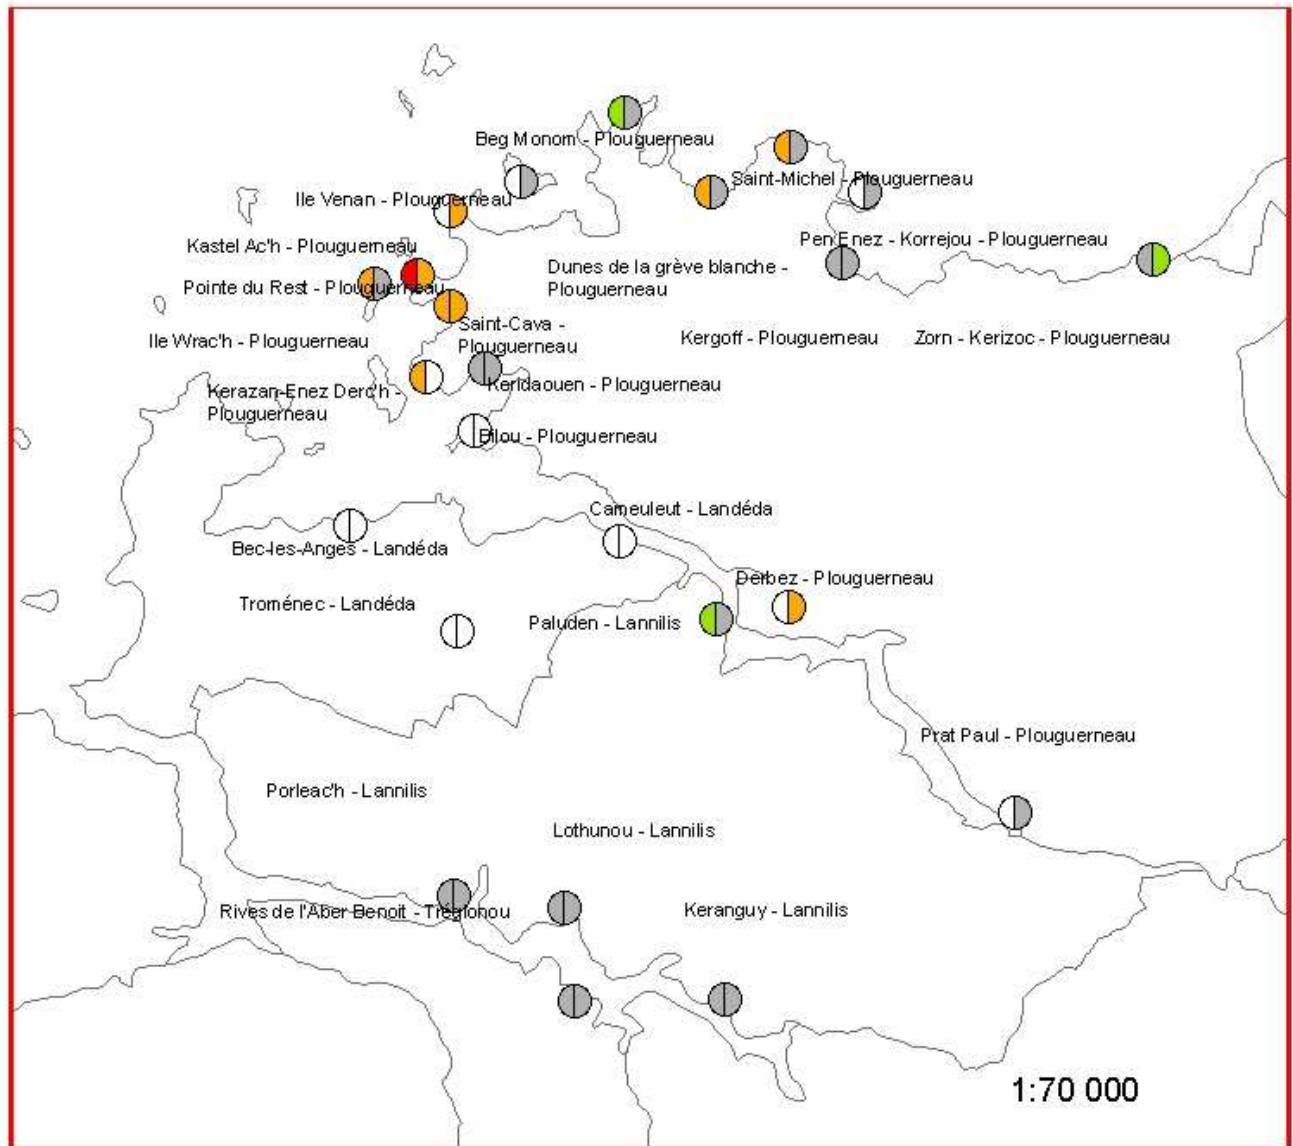 Beg Monom - Plouguerneau
Saint-Michel - Plouguerneau
Ile Venan - Plouguerneau
Pen Enez - Korrejou - Plouguerneau
Kastel Ac'h - Plouguerneau
Dunes de la grève blanche -
Plouguerneau
Pointe du Rest - Plouguerneau
Saint-Cava -
Plouguerneau
Ile Wrac'h - Plouguerneau
Kergoff - Plouguerneau
Zorn - Kerizoc - Plouguerneau
Kerazan-Enez Derc'h -
Plouguerneau
Keridaouen - Plouguerneau
Lilou - Plouguerneau
Cameuleut - Landéda
Bec-les-Anges - Landéda
Derbez - Plouguerneau
Troménec - Landéda
Paluden - Lannilis
Prat Paul - Plouguerneau
Porleac'h - Lannilis
Lothunou - Lannilis
Rives de l'Aber Benoit - Tréglonou
Keranguy - Lannilis
1:70 000